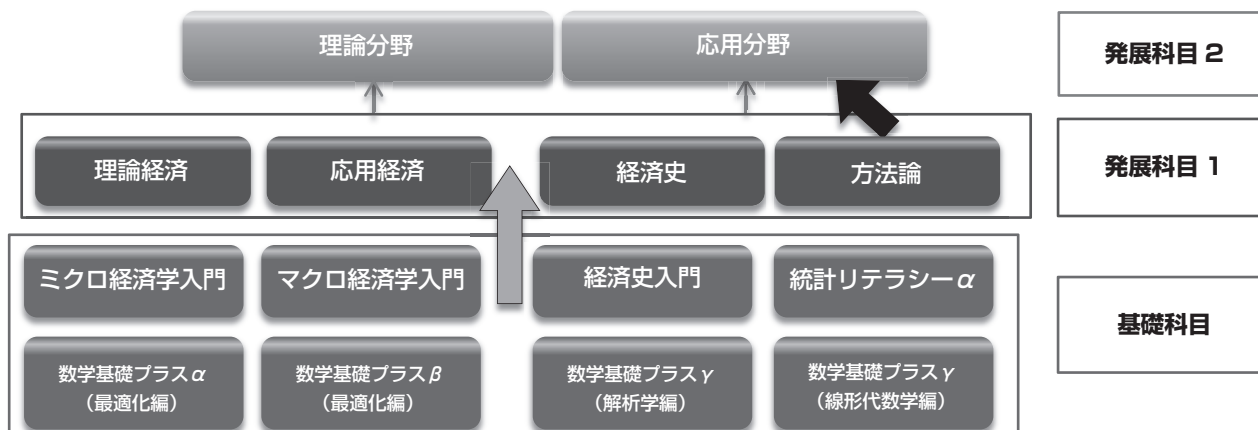 理論分野
応用分野
発展科目 2
理論経済
応用経済
経済史
方法論
発展科目 1
ミクロ経済学入門
マクロ経済学入門
経済史入門
統計リテラシーα
基礎科目
数学基礎プラスα
（最適化編）
数学基礎プラスβ
（最適化編）
数学基礎プラスγ
（解析学編）
数学基礎プラスγ
（線形代数学編）